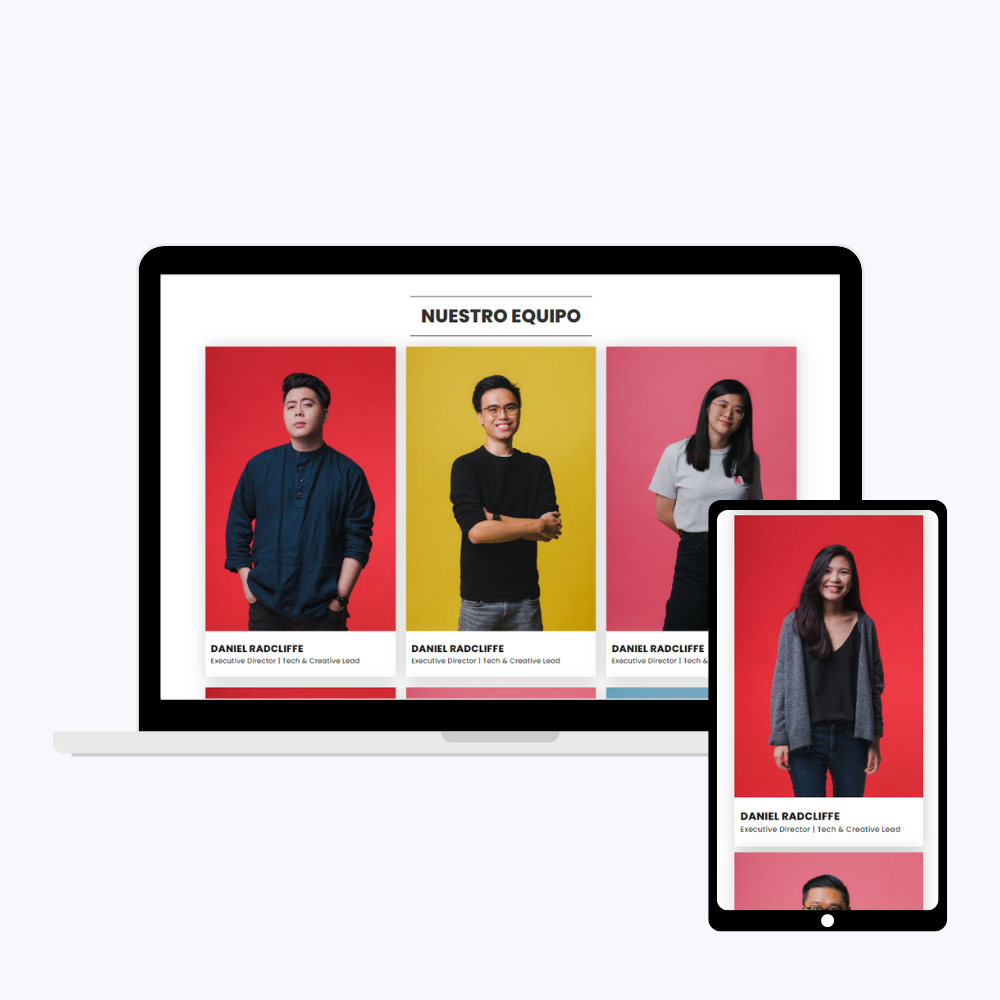 NUESTRO EQUIPO
DANIEL RADCLIFFE
Executive Director | Tech & Creative Lead
DANIEL RADCLIFFE
Executive Director | Tech & Creative Lead
DANIEL RADCLIFFE
Executive Director | Tech &
DANIEL RADCLIFFE
Executive Director | Tech & Creative Lead